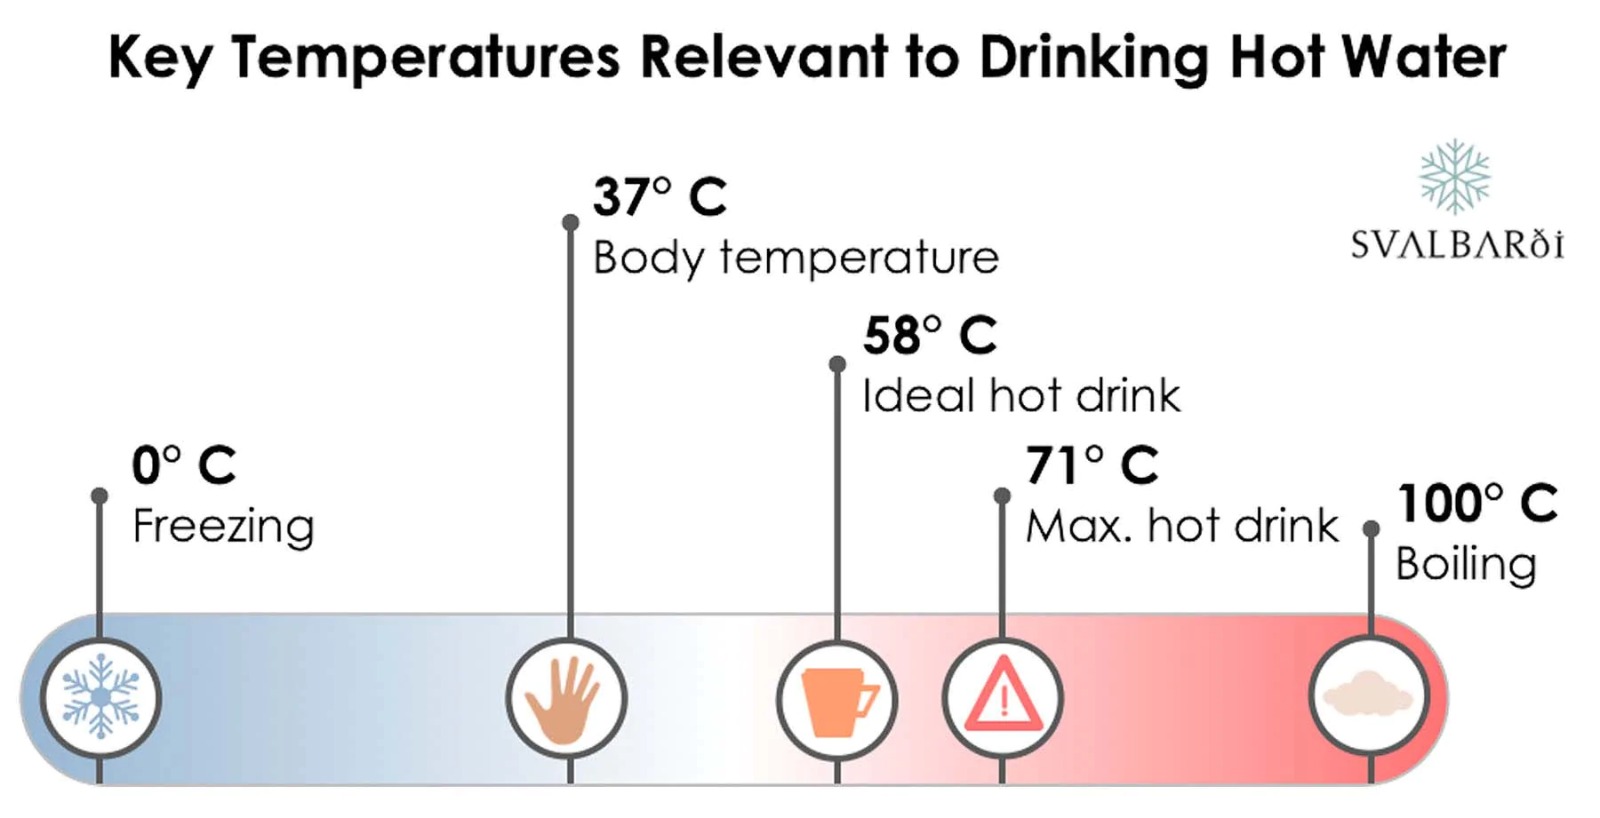 Key Temperatures Relevant to Drinking Hot Water
SVALBARði
37° C
Body temperature
58° C
Ideal hot drink
0° C
Freezing
71° C
Max. hot drink
100° C
Boiling